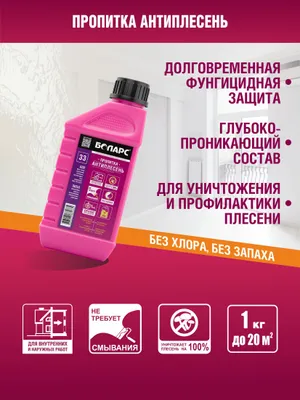 ПРОПИТКА АНТИПЛЕСЕНЬ
ДОЛГОВРЕМЕННАЯ
ФУНГИЦИДНАЯ
ЗАЩИТА
ГЛУБОКО-
ПРОНИКАЮЩИЙ
СОСТАВ
ДЛЯ УНИЧТОЖЕНИЯ
И ПРОФИЛАКТИКИ
ПЛЕСЕНИ
БЕЗ ХЛОРА, БЕЗ ЗАПАХА
БОЛАРС
ПРОПИТКА
АНТИПЛЕСЕНЬ
33
ДЛЯ ВНУТРЕННИХ
И НАРУЖНЫХ РАБОТ
НЕ
ТРЕБУЕТ
СМЫВАНИЯ
УНИЧТОЖАЕТ
ПЛЕСЕНЬ НА 100%
1 кг
до 20 м²